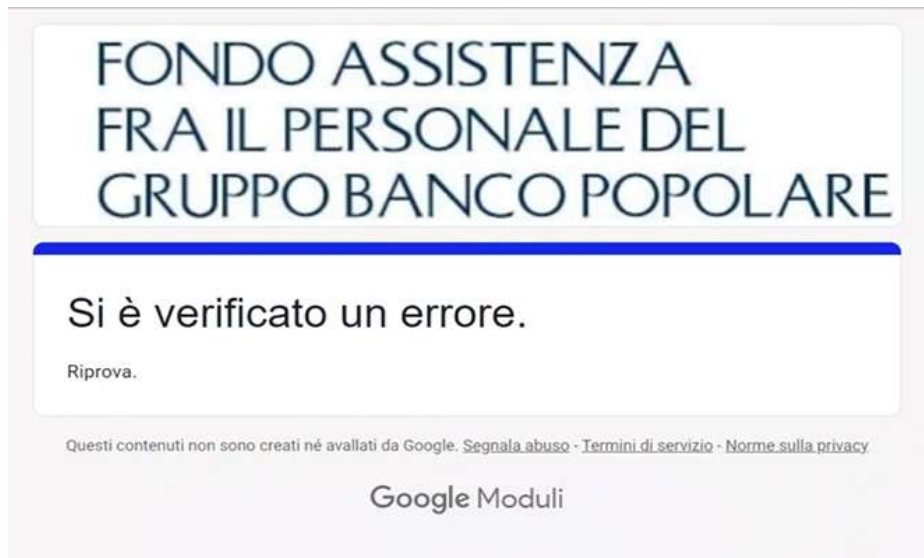 FONDO ASSISTENZA
FRA IL PERSONALE DEL
GRUPPO BANCO POPOLARE
Si è verificato un errore.
Riprova.
Questi contenuti non sono creati né avallati da Google. Segnala abuso - Termini di servizio - Norme sulla privacy
Google Moduli